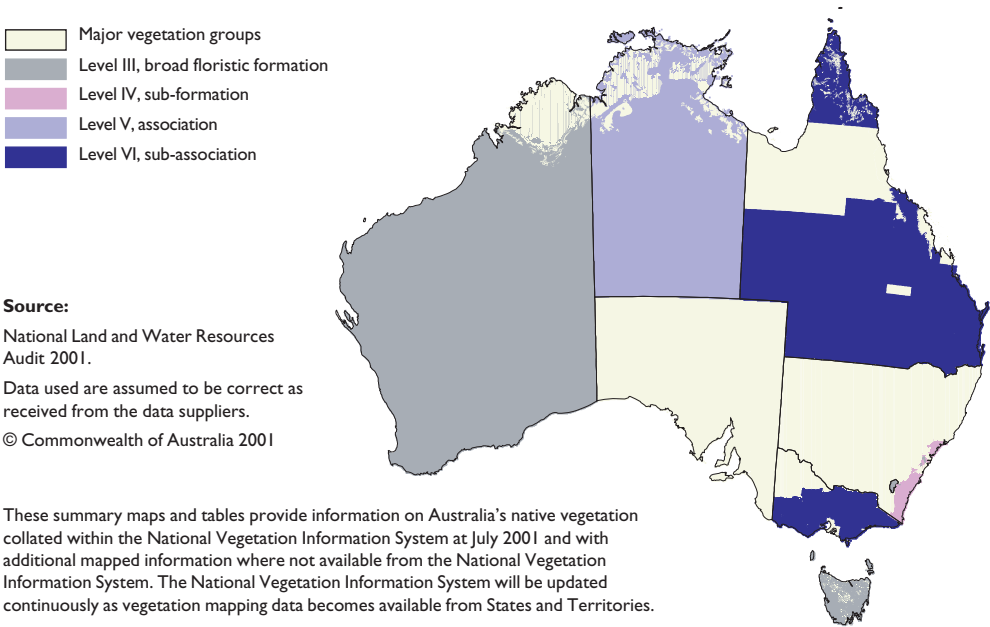 Major vegetation groups
Level III, broad floristic formation
Level IV, sub-formation
Level V, association
Level VI, sub-association
Source:
National Land and Water Resources
Audit 2001.
Data used are assumed to be correct as
received from the data suppliers.
© Commonwealth of Australia 2001
These summary maps and tables provide information on Australia’s native vegetation
collated within the National Vegetation Information System at July 2001 and with
additional mapped information where not available from the National Vegetation
Information System. The National Vegetation Information System will be updated
continuously as vegetation mapping data becomes available from States and Territories.